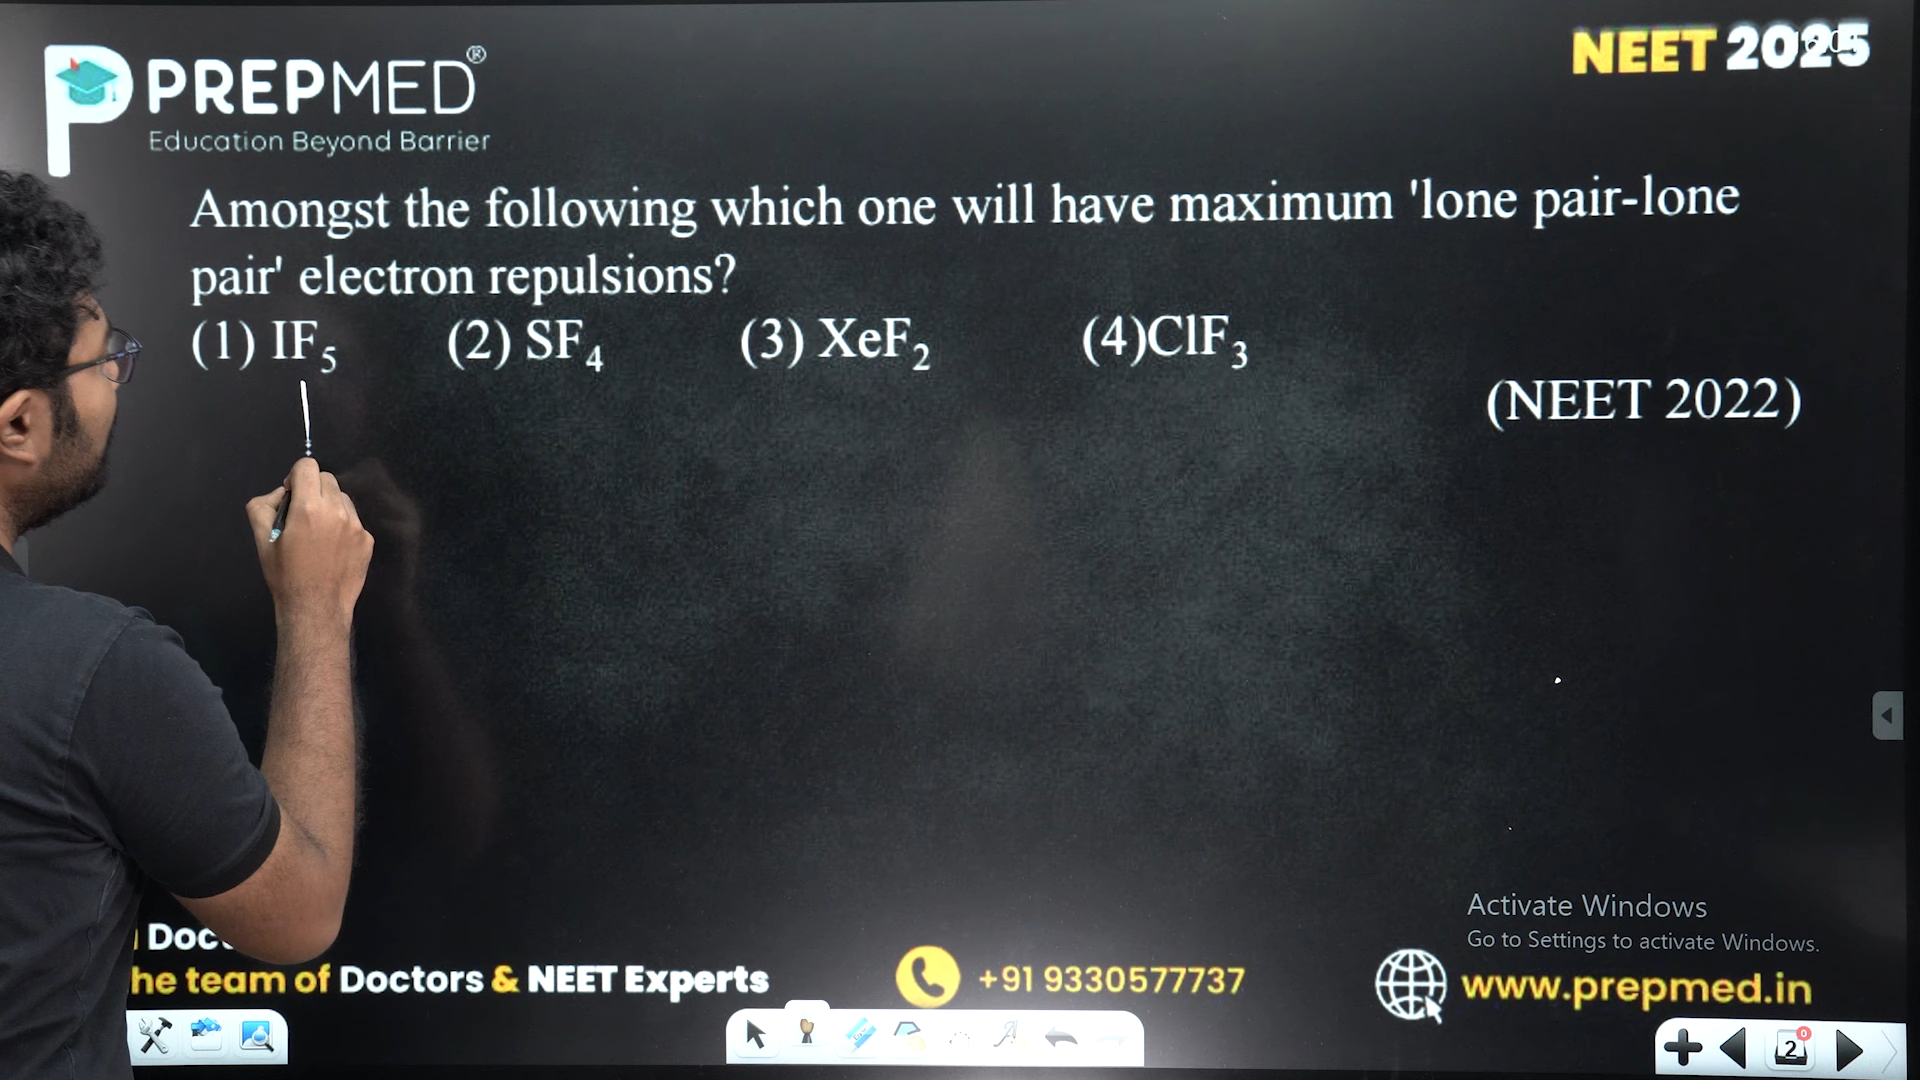 PREPMED®
Education Beyond Barrier
NEET 2025
Amongst the following which one will have maximum 'lone pair-lone
pair' electron repulsions?
(1) IF₅ (2) SF₄ (3) XeF₂ (4)ClF₃
(NEET 2022)
Activate Windows
Go to Settings to activate Windows.
he team of Doctors & NEET Experts
+91 9330577737
www.prepmed.in
2
0